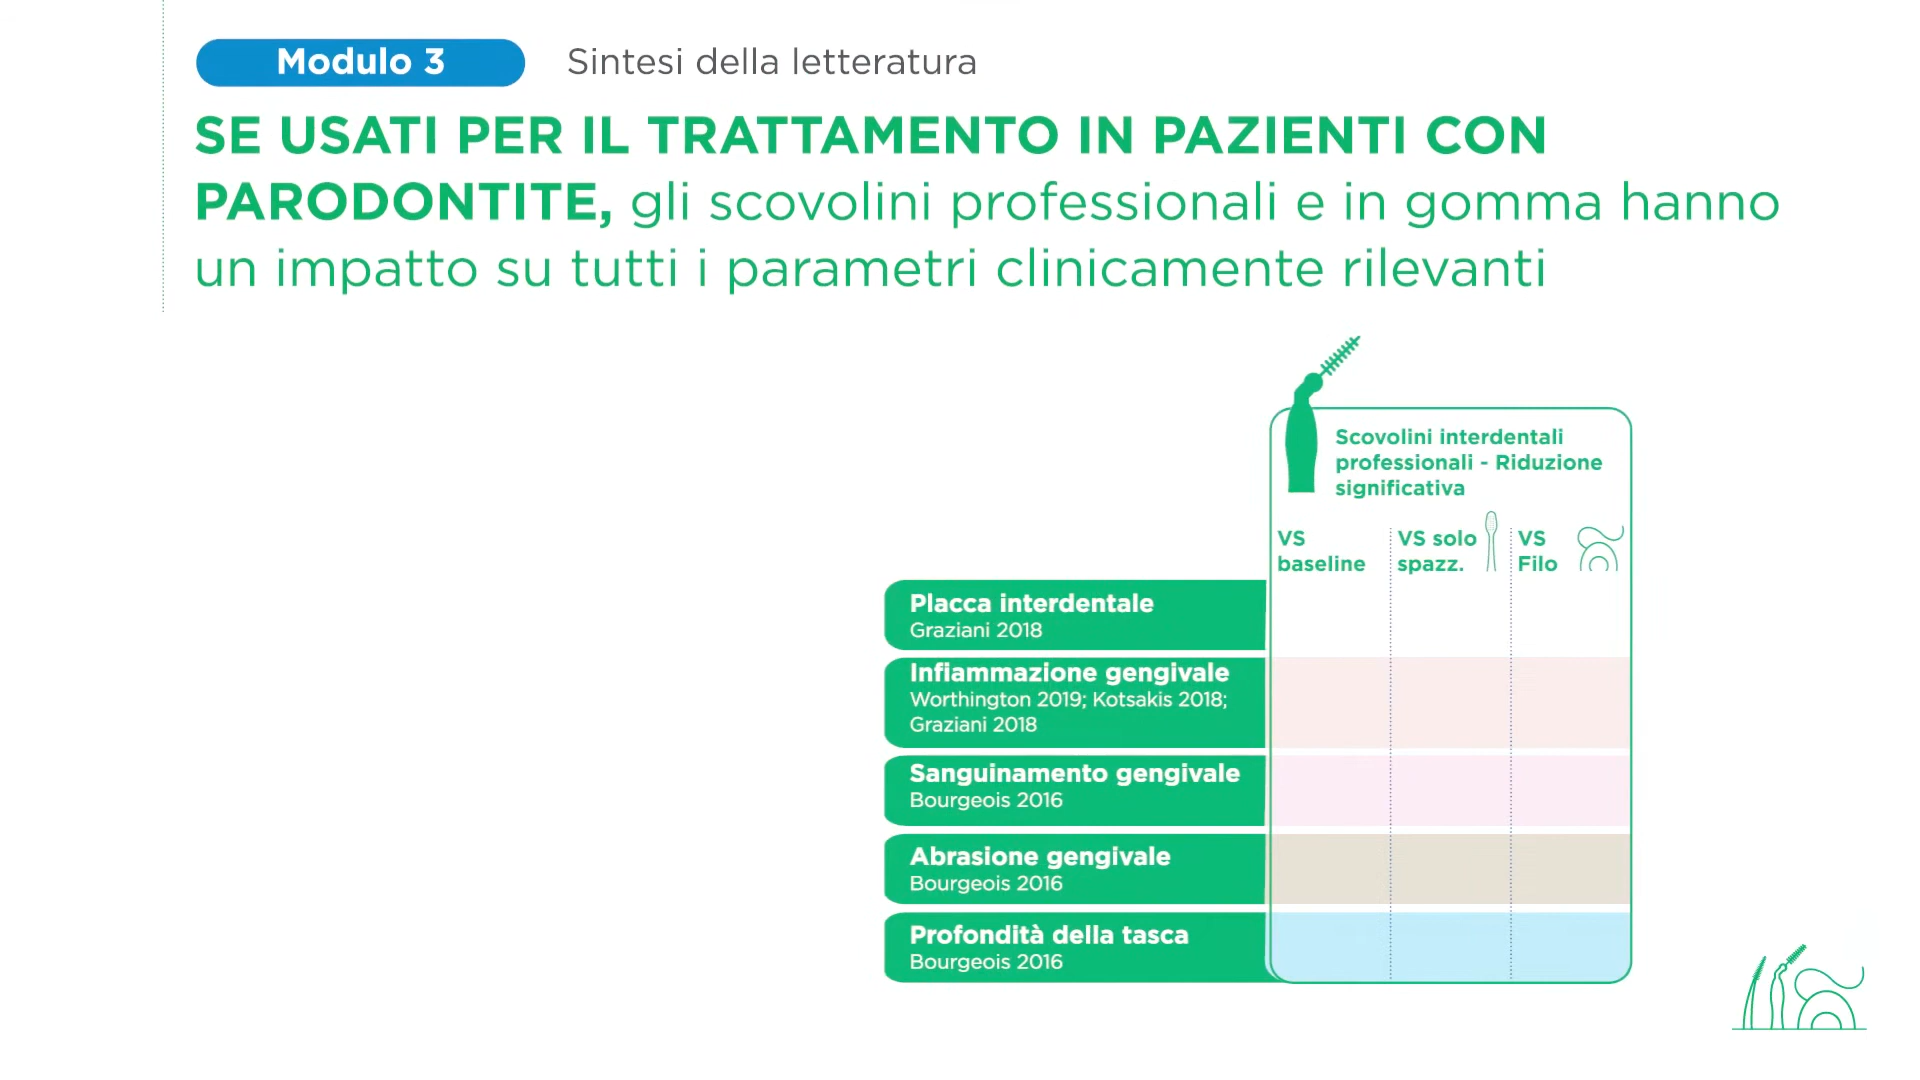 Modulo 3
Sintesi della letteratura
SE USATI PER IL TRATTAMENTO IN PAZIENTI CON
PARODONTITE, gli scovolini professionali e in gomma hanno
un impatto su tutti i parametri clinicamente rilevanti
Scovolini interdentali
professionali - Riduzione
significativa
VS
baseline
VS solo
spazz.
VS
Filo
Placca interdentale
Graziani 2018
Infiammazione gengivale
Worthington 2019; Kotsakis 2018;
Graziani 2018
Sanguinamento gengivale
Bourgeois 2016
Abrasione gengivale
Bourgeois 2016
Profondità della tasca
Bourgeois 2016